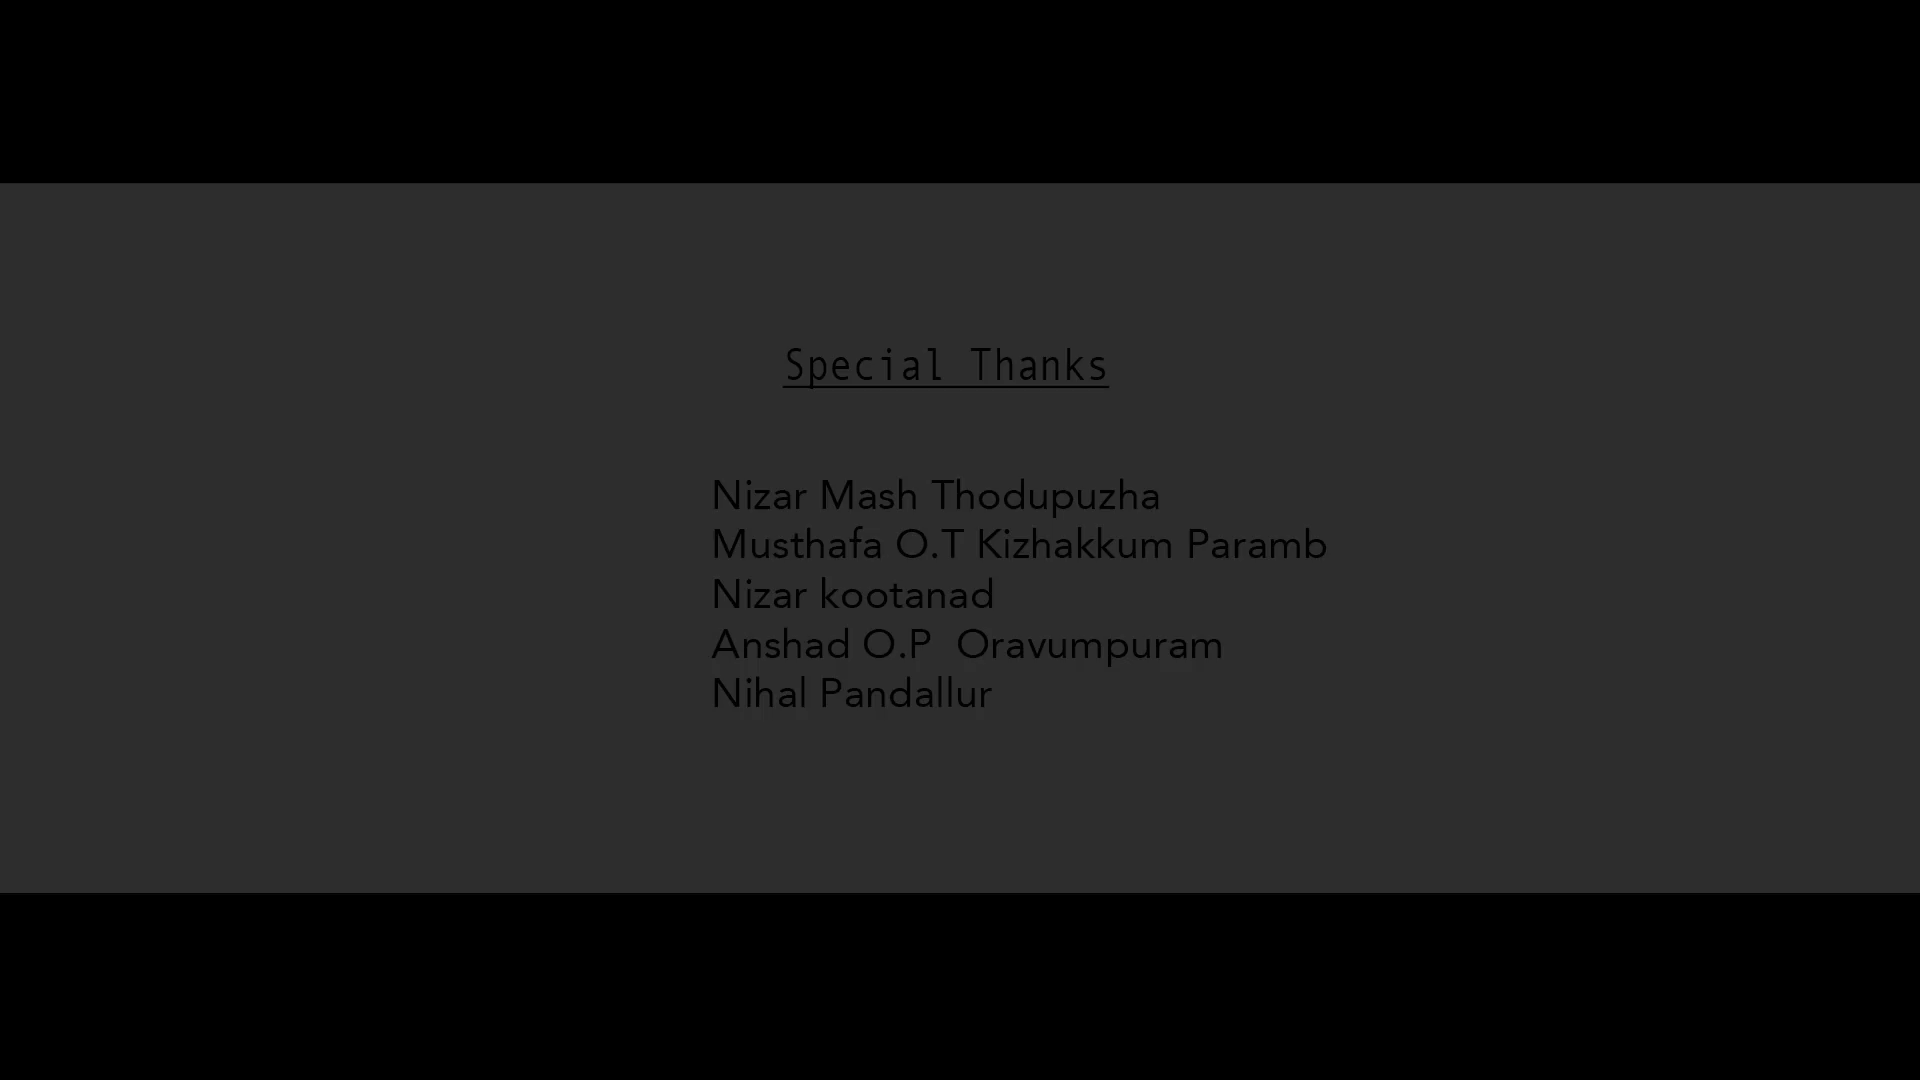 Special Thanks
Nizar Mash Thodupuzha
Musthafa O.T Kizhakkum Paramb
Nizar kootanad
Anshad O.P  Oravumpuram
Nihal Pandallur